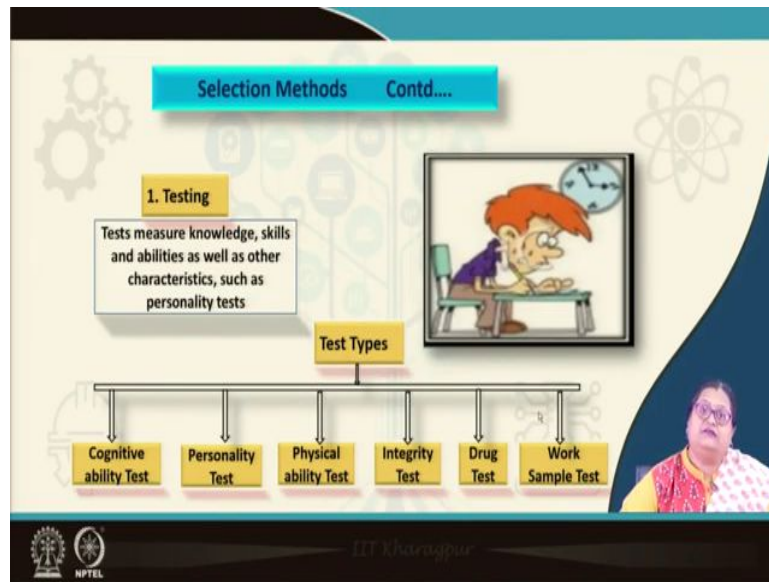 Selection Methods Contd....
1. Testing
Tests measure knowledge, skills
and abilities as well as other
characteristics, such as
personality tests
Test Types
Cognitive
ability Test
Personality
Test
Physical
ability Test
Integrity
Test
Drug
Test
Work
Sample Test
NPTEL
IIT Kharagpur